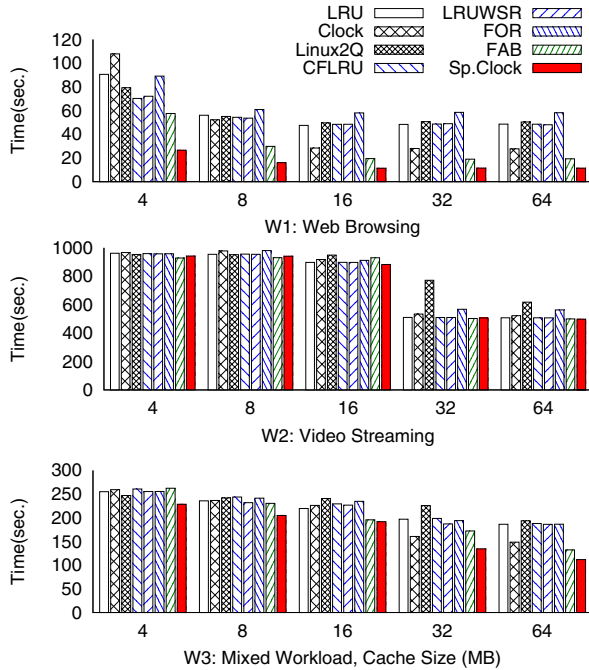 LRU
Clock
Linux2Q
CFLRU
LRUWSR
FOR
FAB
Sp.Clock
Time(sec.)
120
100
80
60
40
20
0
4 8 16 32 64
W1: Web Browsing
Time(sec.)
1000
800
600
400
200
0
4 8 16 32 64
W2: Video Streaming
Time(sec.)
300
250
200
150
100
50
0
4 8 16 32 64
W3: Mixed Workload, Cache Size (MB)